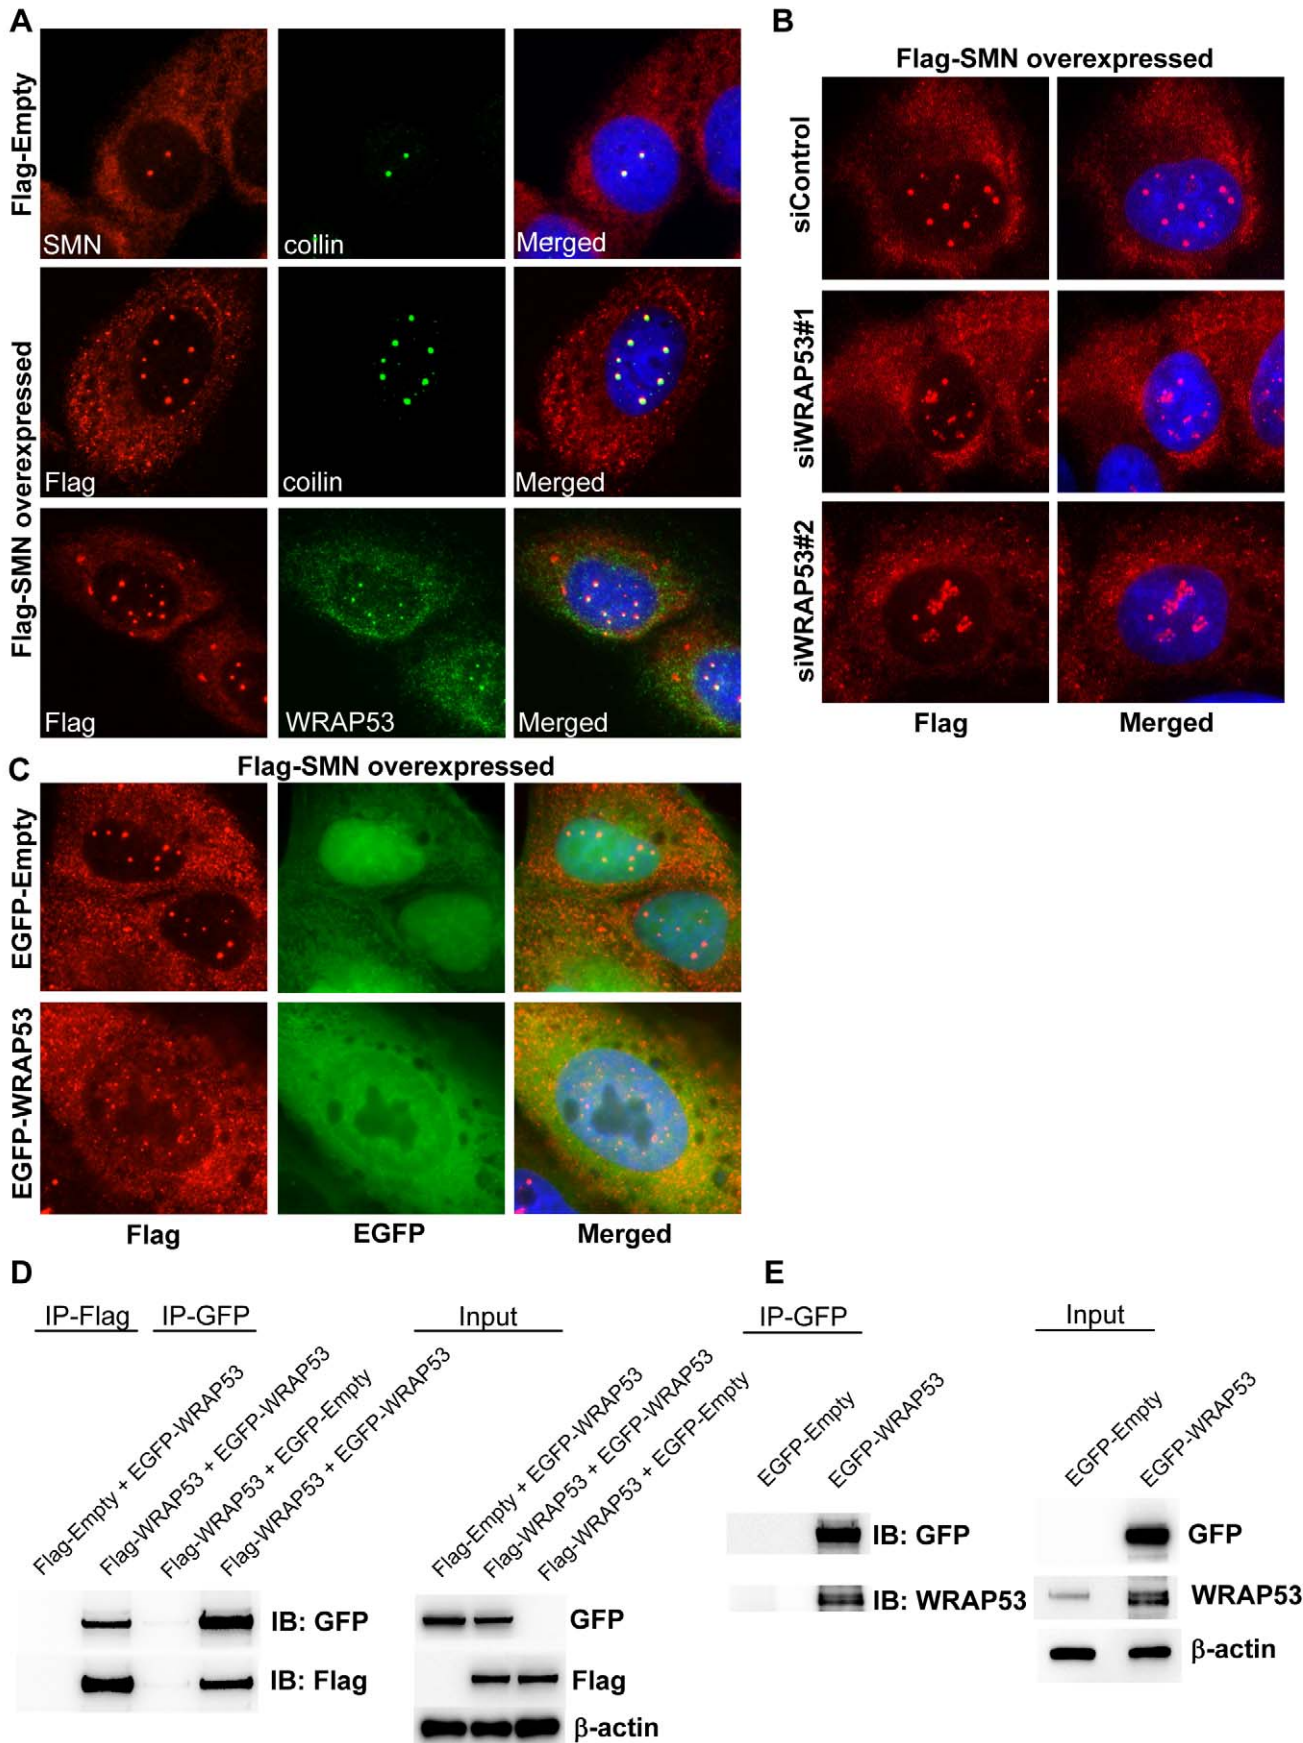 A
Flag-Empty
SMN
coilin
Merged
Flag-SMN overexpressed
Flag
coilin
Merged
Flag
WRAP53
Merged
B
Flag-SMN overexpressed
siControl
siWRAP53#1
siWRAP53#2
Flag
Merged
C
Flag-SMN overexpressed
EGFP-Empty
EGFP-WRAP53
Flag
EGFP
Merged
D
IP-Flag
IP-GFP
Input
Flag-Empty + EGFP-WRAP53
Flag-WRAP53 + EGFP-WRAP53
Flag-WRAP53 + EGFP-Empty
Flag-WRAP53 + EGFP-WRAP53
Flag-Empty + EGFP-WRAP53
Flag-WRAP53 + EGFP-WRAP53
Flag-WRAP53 + EGFP-Empty
IB: GFP
IB: Flag
GFP
Flag
β-actin
E
IP-GFP
Input
EGFP-Empty
EGFP-WRAP53
EGFP-Empty
EGFP-WRAP53
IB: GFP
IB: WRAP53
GFP
WRAP53
β-actin